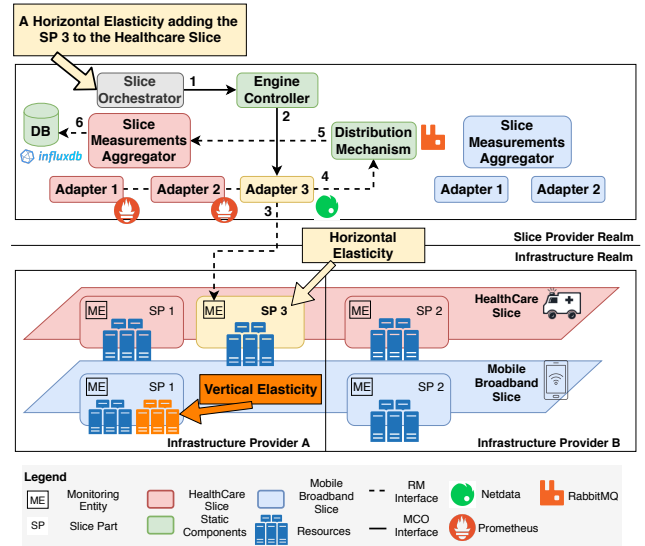 A Horizontal Elasticity adding the
SP 3 to the Healthcare Slice
Slice
Orchestrator
1
Engine
Controller
2
DB
influxdb
6
Slice
Measurements
Aggregator
5
Distribution
Mechanism
Slice
Measurements
Aggregator
Adapter 1
Adapter 2
Adapter 3
4
3
Adapter 1
Adapter 2
Horizontal
Elasticity
Slice Provider Realm
Infrastructure Realm
ME
SP 1
ME
SP 3
ME
SP 2
HealthCare
Slice
ME
SP 1
Vertical Elasticity
ME
SP 2
Mobile
Broadband
Slice
Infrastructure Provider A
Infrastructure Provider B
Legend
ME
Monitoring
Entity
SP
Slice Part
HealthCare
Slice
Static
Components
Mobile
Broadband
Slice
Resources
RM
Interface
MCO
Interface
Netdata
Prometheus
RabbitMQ